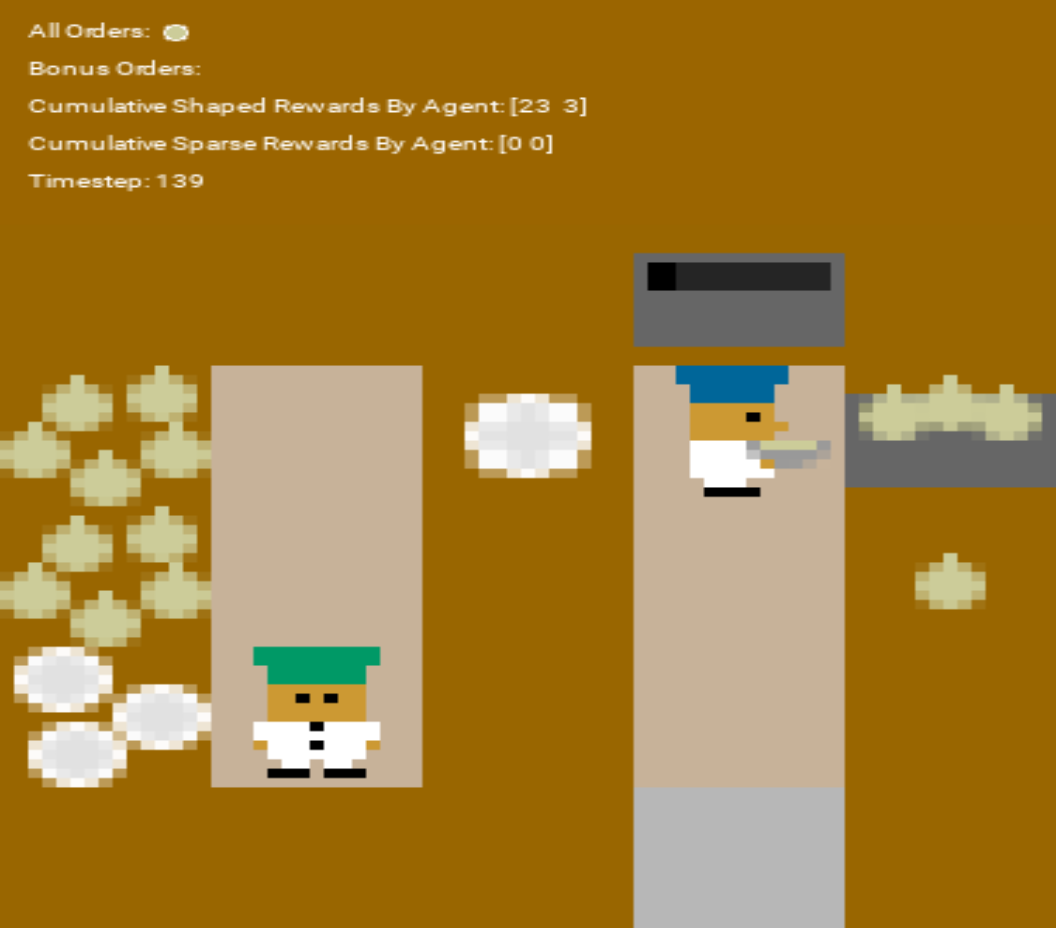 All Orders:
Bonus Orders:
Cumulative Shaped Rewards By Agent: [23 3]
Cumulative Sparse Rewards By Agent: [0 0]
Timestep: 139